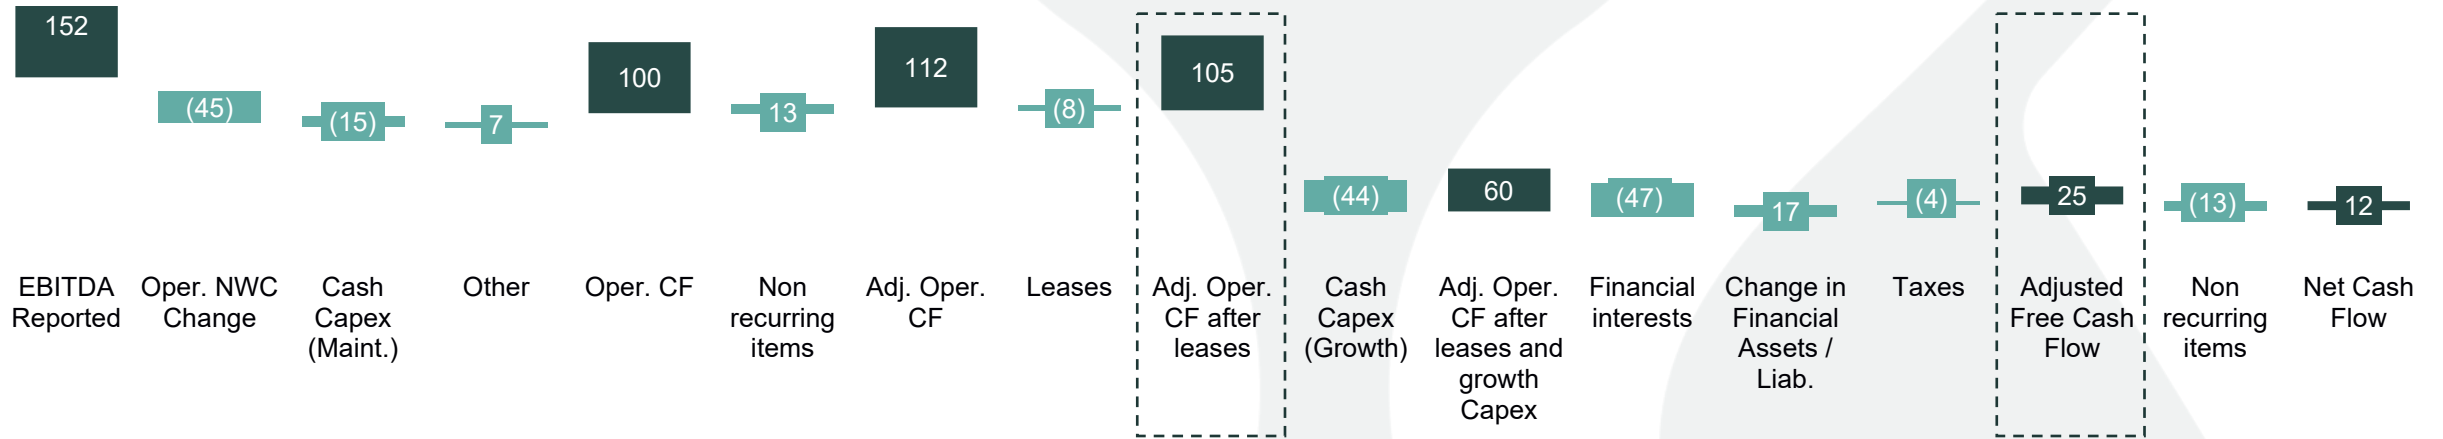 152
(45)
(15)
7
100
13
112
(8)
105
(44)
60
(47)
17
(4)
25
(13)
12
EBITDA
Reported
Oper. NWC
Change
Cash
Capex
(Maint.)
Other
Oper. CF
Non
recurring
items
Adj. Oper.
CF
Leases
Adj. Oper.
CF after
leases
Cash
Capex
(Growth)
Adj. Oper.
CF after
leases and
growth
Capex
Financial
interests
Change in
Financial
Assets /
Liab.
Taxes
Adjusted
Free Cash
Flow
Non
recurring
items
Net Cash
Flow